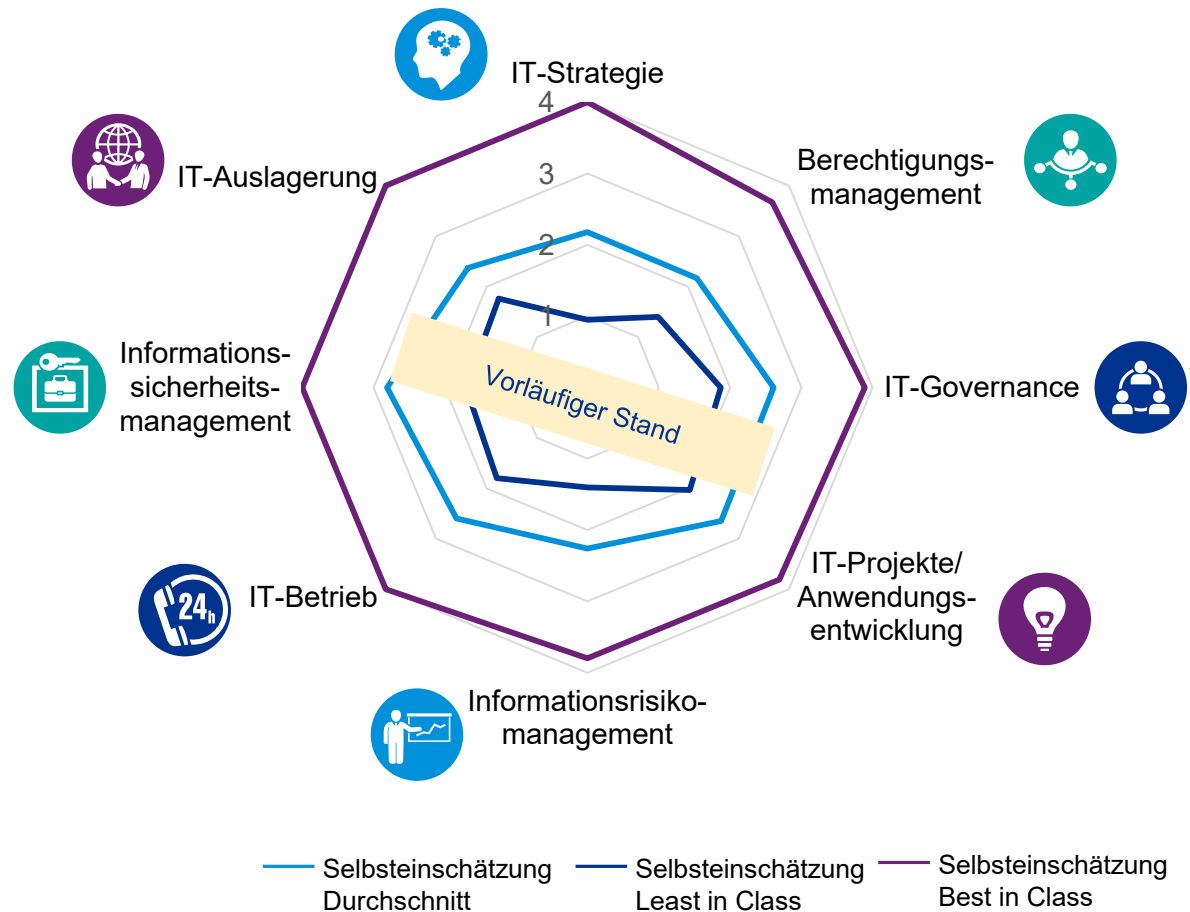 IT-Strategie
4
3
2
1
Berechtigungs-
management
IT-Governance
IT-Projekte/
Anwendungs-
entwicklung
Informationsrisiko-
management
IT-Betrieb
24h
Informations-
sicherheits-
management
IT-Auslagerung
Vorläufiger Stand
Selbsteinschätzung
Durchschnitt
Selbsteinschätzung
Least in Class
Selbsteinschätzung
Best in Class